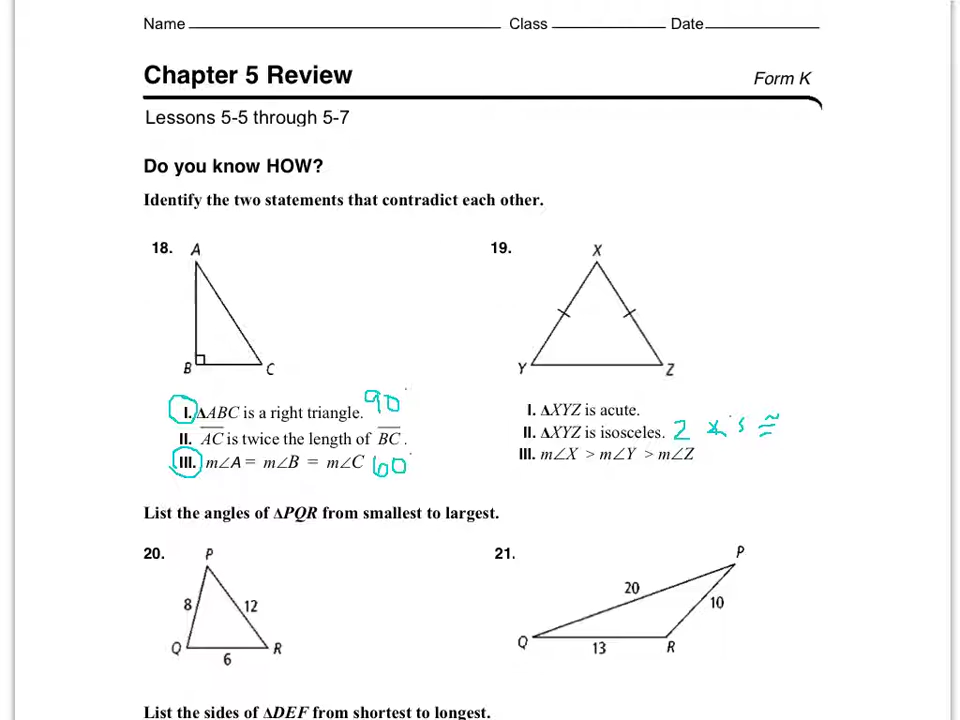 Name Class Date
Chapter 5 Review Form K
Lessons 5-5 through 5-7
Do you know HOW?
Identify the two statements that contradict each other.
18. A 19. X
B C Y Z
I. ΔABC is a right triangle. 90° I. ΔXYZ is acute.
II. AC is twice the length of BC. II. ΔXYZ is isosceles. 2 ∠'s ≅
III. m∠A = m∠B = m∠C 60° III. m∠X > m∠Y > m∠Z
List the angles of ΔPQR from smallest to largest.
20. P 21. P
8 12 20 10
Q R Q R
6 13
List the sides of ΔDEF from shortest to longest.